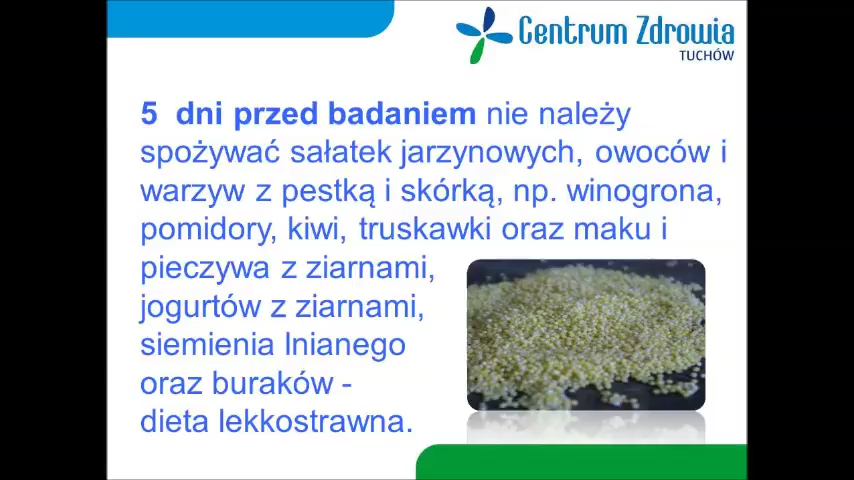 Centrum Zdrowia
TUCHÓW
5 dni przed badaniem nie należy
spożywać sałatek jarzynowych, owoców i
warzyw z pestką i skórką, np. winogrona,
pomidory, kiwi, truskawki oraz maku i
pieczywa z ziarnami,
jogurtów z ziarnami,
siemienia lnianego
oraz buraków -
dieta lekkostrawna.